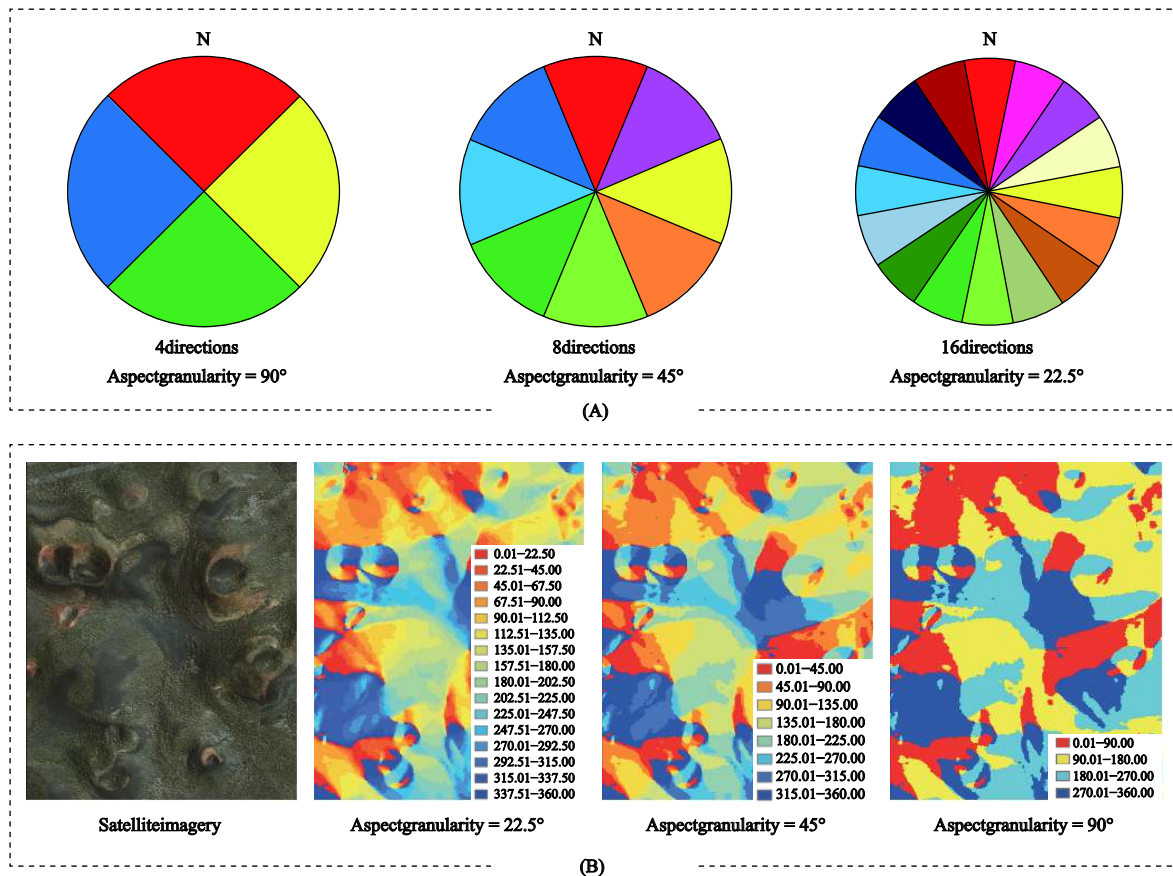 N
N
N
4directions
8directions
16directions
Aspectgranularity = 90°
Aspectgranularity = 45°
Aspectgranularity = 22.5°
(A)
0.01–22.50
22.51–45.00
45.01–67.50
67.51–90.00
90.01–112.50
112.51–135.00
135.01–157.50
157.51–180.00
180.01–202.50
202.51–225.00
225.01–247.50
247.51–270.00
270.01–292.50
292.51–315.00
315.01–337.50
337.51–360.00
0.01–45.00
45.01–90.00
90.01–135.00
135.01–180.00
180.01–225.00
225.01–270.00
270.01–315.00
315.01–360.00
0.01–90.00
90.01–180.00
180.01–270.00
270.01–360.00
Satelliteimagery
Aspectgranularity = 22.5°
Aspectgranularity = 45°
Aspectgranularity = 90°
(B)